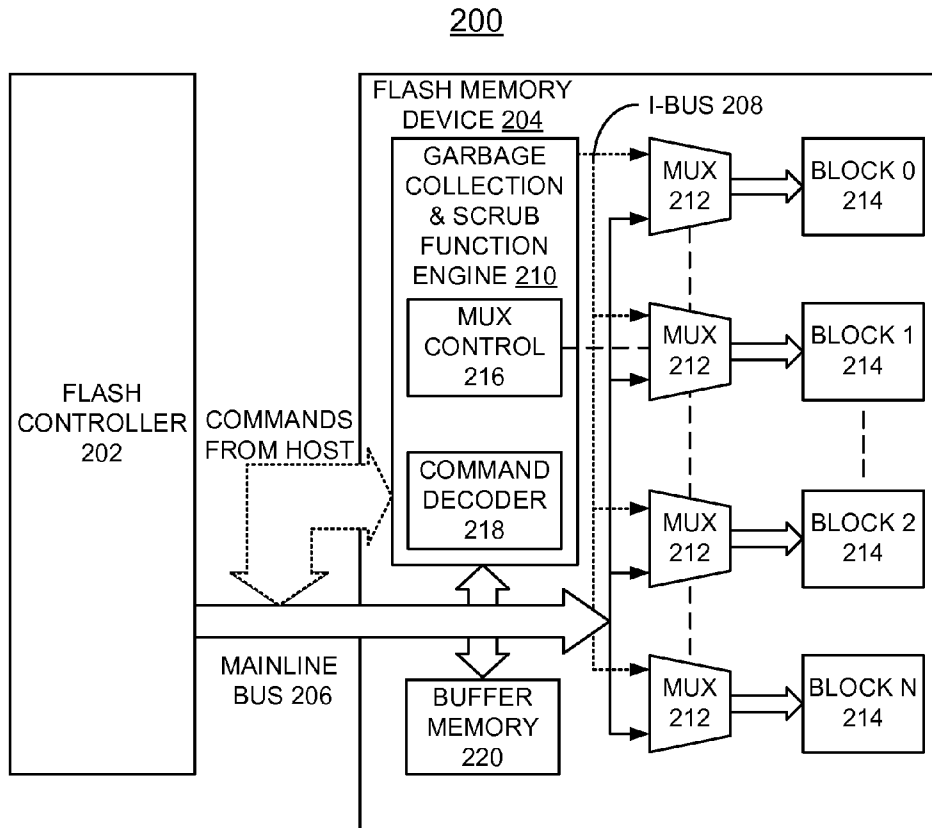 200
FLASH MEMORY
DEVICE 204
I-BUS 208
GARBAGE
COLLECTION
& SCRUB
FUNCTION
ENGINE 210
MUX
CONTROL
216
COMMAND
DECODER
218
FLASH
CONTROLLER
202
COMMANDS
FROM HOST
MAINLINE
BUS 206
BUFFER
MEMORY
220
MUX
212
BLOCK 0
214
MUX
212
BLOCK 1
214
MUX
212
BLOCK 2
214
MUX
212
BLOCK N
214